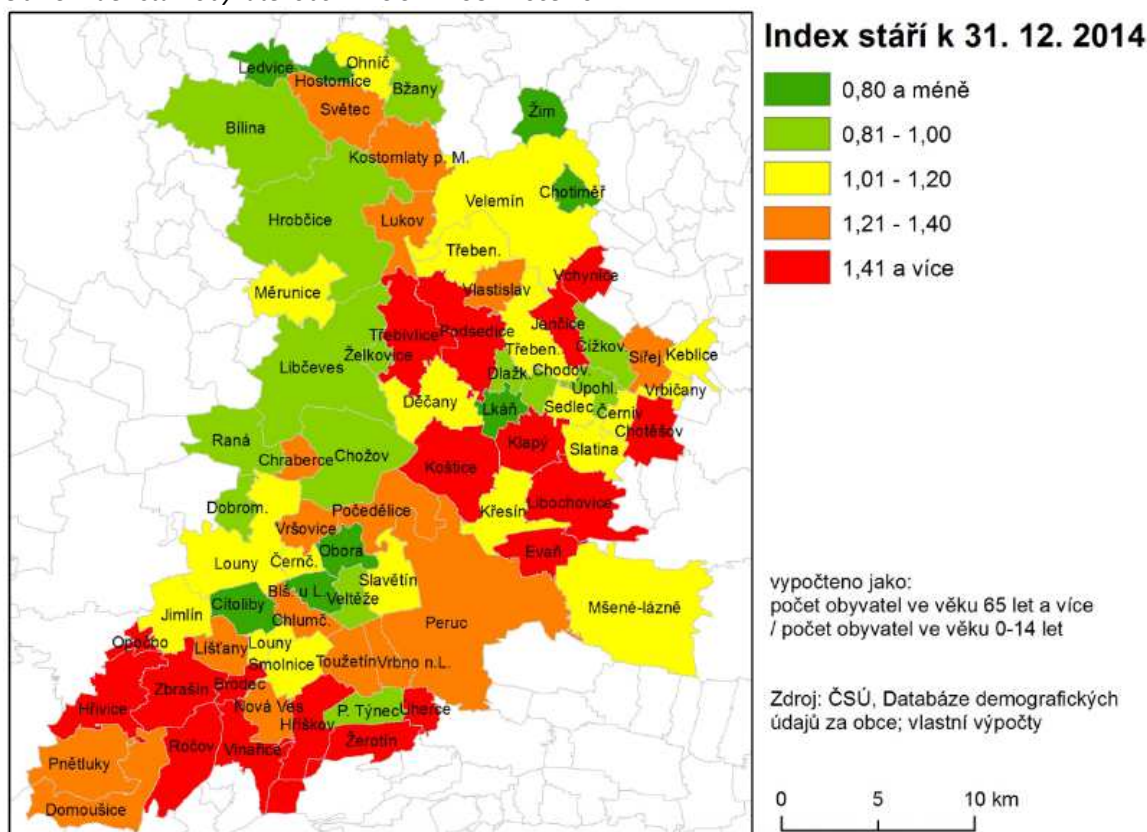 Index stáří k 31. 12. 2014
0,80 a méně
0,81 - 1,00
1,01 - 1,20
1,21 - 1,40
1,41 a více
Ledvice
Ohníč
Hostomice
Bžany
Světec
Žim
Bílina
Kostomlaty p. M.
Chotiměř
Velemín
Hrobčice
Lukov
Třeben.
Vchynice
Vlastislav
Měrunice
Jenčice
Třebivlice
Podsedice
Čížkov.
Třeben.
Siřej.
Keblice
Želkovice
Libčeves
Dlažk.
Chodov.
Úpohl.
Vrbičany
Děčany
Lkáň
Sedlec
Černiv
Chotěšov
Raná
Klapý
Slatina
Chraberce
Chožov
Koštice
Dobrom.
Počedělice
Křesín
Libochovice
Vršovice
Obora
Evaň
Louny
Černč.
Slavětín
Blš. u L.
Veltěže
Cítoliby
Mšené-lázně
Jimlín
Chlumč.
Peruc
Opočno
Líšťany
Louny
Smolnice
Toužetín
Vrbno n.L.
Zbrašín
Brodec
Nová Ves
P. Týnec
Úherce
Hřivice
Hříškov
Ročov
Vinařice
Žerotín
Pnětluky
Domoušice
vypočteno jako:
počet obyvatel ve věku 65 let a více
/ počet obyvatel ve věku 0-14 let
Zdroj: ČSÚ, Databáze demografických
údajů za obce; vlastní výpočty
0 5 10 km